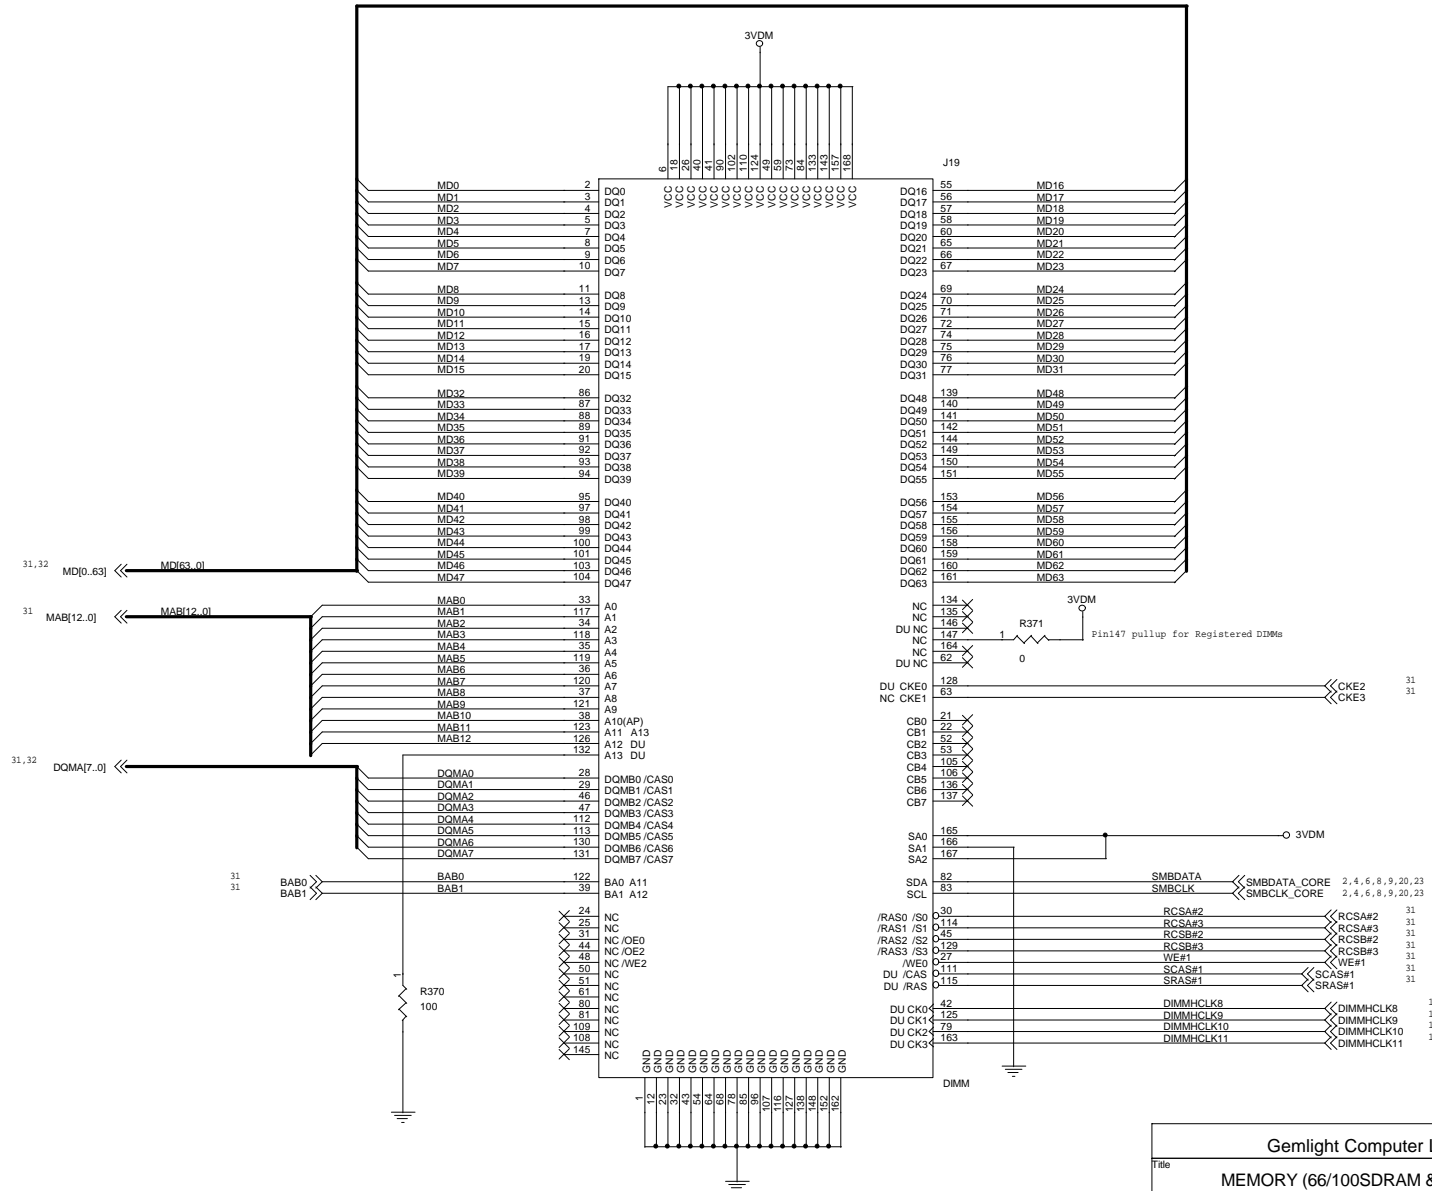 3VDM
J19
6 18 26 40 41 90 102 110 124 49 59 73 84 133 143 157 168
VCC VCC VCC VCC VCC VCC VCC VCC VCC VCC VCC VCC VCC VCC VCC VCC VCC
MD0 2 DQ0 DQ16 55 MD16
MD1 3 DQ1 DQ17 56 MD17
MD2 4 DQ2 DQ18 57 MD18
MD3 5 DQ3 DQ19 58 MD19
MD4 7 DQ4 DQ20 60 MD20
MD5 8 DQ5 DQ21 65 MD21
MD6 9 DQ6 DQ22 66 MD22
MD7 10 DQ7 DQ23 67 MD23
MD8 11 DQ8 DQ24 69 MD24
MD9 13 DQ9 DQ25 70 MD25
MD10 14 DQ10 DQ26 71 MD26
MD11 15 DQ11 DQ27 72 MD27
MD12 16 DQ12 DQ28 74 MD28
MD13 17 DQ13 DQ29 75 MD29
MD14 19 DQ14 DQ30 76 MD30
MD15 20 DQ15 DQ31 77 MD31
MD32 86 DQ32 DQ48 139 MD48
MD33 87 DQ33 DQ49 140 MD49
MD34 88 DQ34 DQ50 141 MD50
MD35 89 DQ35 DQ51 142 MD51
MD36 91 DQ36 DQ52 144 MD52
MD37 92 DQ37 DQ53 149 MD53
MD38 93 DQ38 DQ54 150 MD54
MD39 94 DQ39 DQ55 151 MD55
MD40 95 DQ40 DQ56 153 MD56
MD41 97 DQ41 DQ57 154 MD57
MD42 98 DQ42 DQ58 155 MD58
MD43 99 DQ43 DQ59 156 MD59
MD44 100 DQ44 DQ60 158 MD60
MD45 101 DQ45 DQ61 159 MD61
31,32 MD[0..63] MD[63..0] MD46 103 DQ46 DQ62 160 MD62
MD47 104 DQ47 DQ63 161 MD63
31 MAB[12..0] MAB[12..0]
MAB0 33 A0 NC 134 3VDM
MAB1 117 A1 NC 135
MAB2 34 A2 DU NC 146 R371
MAB3 118 A3 NC 147 1 Pin147 pullup for Registered DIMMs
MAB4 35 A4 NC 164
MAB5 119 A5 DU NC 62 0
MAB6 36 A6
MAB7 120 A7 DU CKE0 128 CKE2 31
MAB8 37 A8 NC CKE1 63 CKE3 31
MAB9 121 A9
MAB10 38 A10(AP) CB0 21
MAB11 123 A11 A13 CB1 22
MAB12 126 A12 DU CB2 52
132 A13 DU CB3 53
31,32 DQMA[7..0] CB4 105
DQMA0 28 DQMB0 /CAS0 CB5 106
DQMA1 29 DQMB1 /CAS1 CB6 136
DQMA2 46 DQMB2 /CAS2 CB7 137
DQMA3 47 DQMB3 /CAS3
DQMA4 112 DQMB4 /CAS4
DQMA5 113 DQMB5 /CAS5 SA0 165 3VDM
DQMA6 130 DQMB6 /CAS6 SA1 166
DQMA7 131 DQMB7 /CAS7 SA2 167
31 BAB0 BAB0 122 BA0 A11 SDA 82 SMBDATA SMBDATA_CORE 2,4,6,8,9,20,23
31 BAB1 BAB1 39 BA1 A12 SCL 83 SMBCLK SMBCLK_CORE 2,4,6,8,9,20,23
24 NC /RAS0 /S0 30 RCSA#2 RCSA#2 31
25 NC /RAS1 /S1 114 RCSA#3 RCSA#3 31
31 NC /OE0 /RAS2 /S2 45 RCSB#2 RCSB#2 31
44 NC /OE2 /RAS3 /S3 129 RCSB#3 RCSB#3 31
48 NC /WE2 /WE0 27 WE#1 WE#1 31
50 NC DU /CAS 111 SCAS#1 SCAS#1 31
51 NC DU /RAS 115 SRAS#1 SRAS#1 31
61 NC
80 NC DU CK0 42 DIMMHCLK8 DIMMHCLK8 1
81 NC DU CK1 125 DIMMHCLK9 DIMMHCLK9 1
109 NC DU CK2 79 DIMMHCLK10 DIMMHCLK10 1
108 NC DU CK3 163 DIMMHCLK11 DIMMHCLK11 1
145 NC
1 R370
100
GND GND GND GND GND GND GND GND GND GND GND GND GND GND GND GND GND GND
1 12 23 32 43 54 64 68 78 85 96 107 116 127 138 148 152 162
DIMM
Gemlight Computer L
Title
MEMORY (66/100SDRAM &